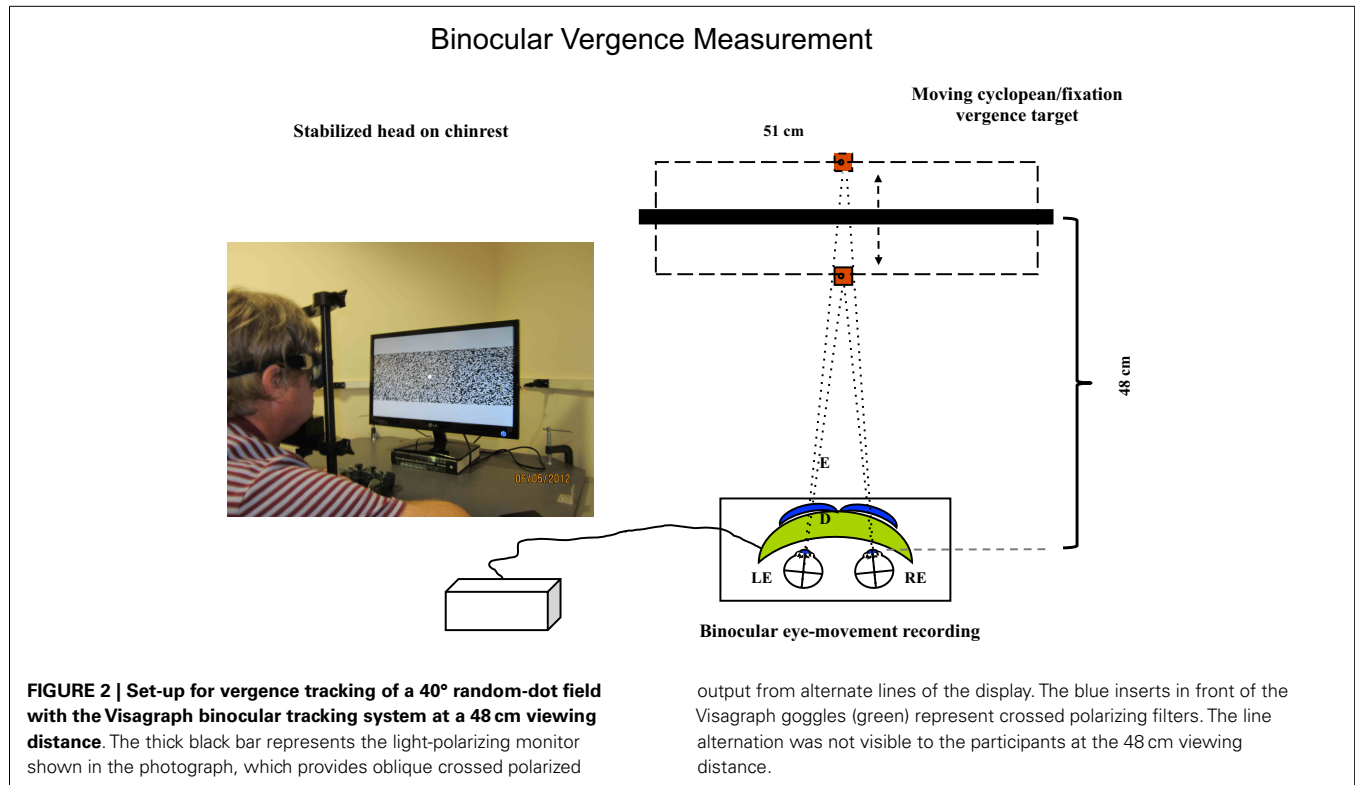 Binocular Vergence Measurement
Moving cyclopean/fixation
vergence target
Stabilized head on chinrest
51 cm
48 cm
06/05/2012
E
D
LE
RE
Binocular eye-movement recording
FIGURE 2 | Set-up for vergence tracking of a 40° random-dot field
with the Visagraph binocular tracking system at a 48 cm viewing
distance. The thick black bar represents the light-polarizing monitor
shown in the photograph, which provides oblique crossed polarized
output from alternate lines of the display. The blue inserts in front of the
Visagraph goggles (green) represent crossed polarizing filters. The line
alternation was not visible to the participants at the 48 cm viewing
distance.